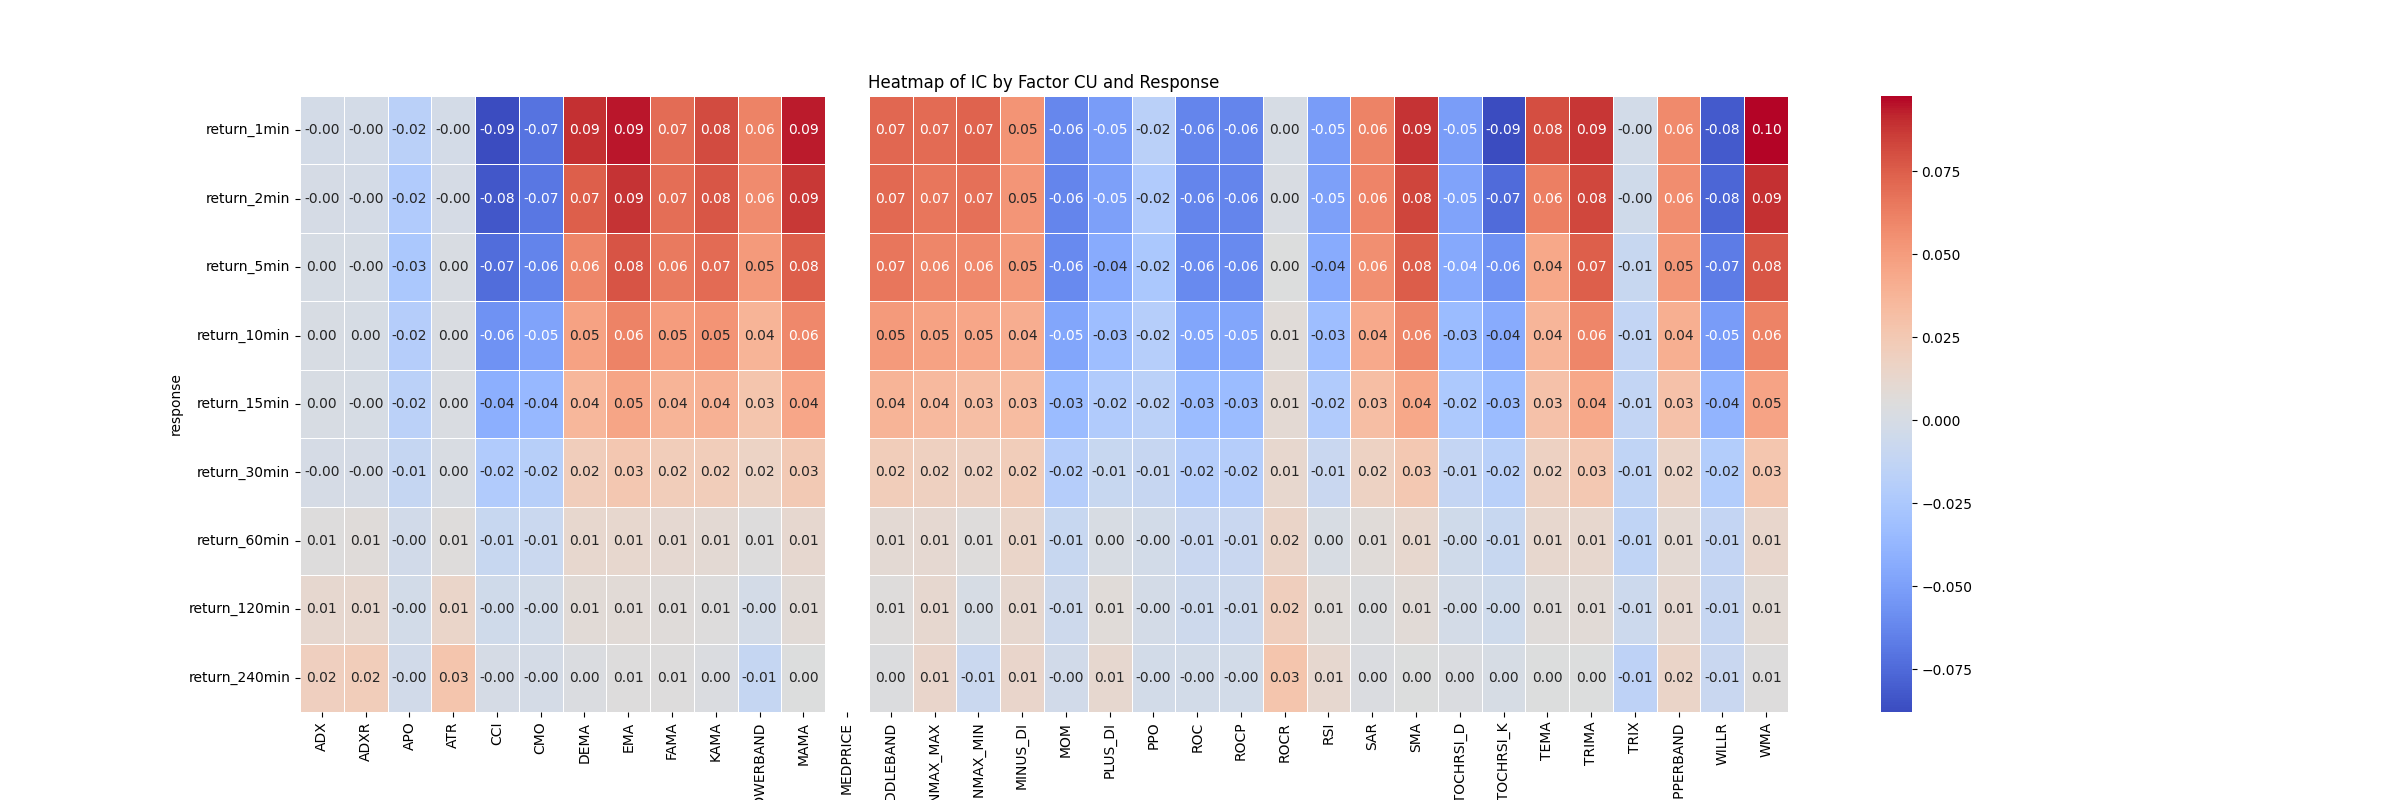 Heatmap of IC by Factor CU and Response
return_1min -0.00 -0.00 -0.02 -0.00 -0.09 -0.07 0.09 0.09 0.07 0.08 0.06 0.09 0.07 0.07 0.07 0.05 -0.06 -0.05 -0.02 -0.06 -0.06 0.00 -0.05 0.06 0.09 -0.05 -0.09 0.08 0.09 -0.00 0.06 -0.08 0.10
return_2min -0.00 -0.00 -0.02 -0.00 -0.08 -0.07 0.07 0.09 0.07 0.08 0.06 0.09 0.07 0.07 0.07 0.05 -0.06 -0.05 -0.02 -0.06 -0.06 0.00 -0.05 0.06 0.08 -0.05 -0.07 0.06 0.08 -0.00 0.06 -0.08 0.09
return_5min 0.00 -0.00 -0.03 0.00 -0.07 -0.06 0.06 0.08 0.06 0.07 0.05 0.08 0.07 0.06 0.06 0.05 -0.06 -0.04 -0.02 -0.06 -0.06 0.00 -0.04 0.06 0.08 -0.04 -0.06 0.04 0.07 -0.01 0.05 -0.07 0.08
return_10min 0.00 0.00 -0.02 0.00 -0.06 -0.05 0.05 0.06 0.05 0.05 0.04 0.06 0.05 0.05 0.05 0.04 -0.05 -0.03 -0.02 -0.05 -0.05 0.01 -0.03 0.04 0.06 -0.03 -0.04 0.04 0.06 -0.01 0.04 -0.05 0.06
return_15min 0.00 -0.00 -0.02 0.00 -0.04 -0.04 0.04 0.05 0.04 0.04 0.03 0.04 0.04 0.04 0.03 0.03 -0.03 -0.02 -0.02 -0.03 -0.03 0.01 -0.02 0.03 0.04 -0.02 -0.03 0.03 0.04 -0.01 0.03 -0.04 0.05
return_30min -0.00 -0.00 -0.01 0.00 -0.02 -0.02 0.02 0.03 0.02 0.02 0.02 0.03 0.02 0.02 0.02 0.02 -0.02 -0.01 -0.01 -0.02 -0.02 0.01 -0.01 0.02 0.03 -0.01 -0.02 0.02 0.03 -0.01 0.02 -0.02 0.03
return_60min 0.01 0.01 -0.00 0.01 -0.01 -0.01 0.01 0.01 0.01 0.01 0.01 0.01 0.01 0.01 0.01 0.01 -0.01 0.00 -0.00 -0.01 -0.01 0.02 0.00 0.01 0.01 -0.00 -0.01 0.01 0.01 -0.01 0.01 -0.01 0.01
return_120min 0.01 0.01 -0.00 0.01 -0.00 -0.00 0.01 0.01 0.01 0.01 -0.00 0.01 0.01 0.01 0.00 0.01 -0.01 0.01 -0.00 -0.01 -0.01 0.02 0.01 0.00 0.01 -0.00 -0.00 0.01 0.01 -0.01 0.01 -0.01 0.01
return_240min 0.02 0.02 -0.00 0.03 -0.00 -0.00 0.00 0.01 0.01 0.00 -0.01 0.00 0.00 0.01 -0.01 0.01 -0.00 0.01 -0.00 -0.00 -0.00 0.03 0.01 0.00 0.00 0.00 0.00 0.00 0.00 -0.01 0.02 -0.01 0.01
response
ADX ADXR APO ATR CCI CMO DEMA EMA FAMA KAMA OWERBAND MAMA MEDPRICE DDLEBAND NMAX_MAX NMAX_MIN MINUS_DI MOM PLUS_DI PPO ROC ROCP ROCR RSI SAR SMA TOCHRSI_D TOCHRSI_K TEMA TRIMA TRIX PPERBAND WILLR WMA
0.075
0.050
0.025
0.000
−0.025
−0.050
−0.075